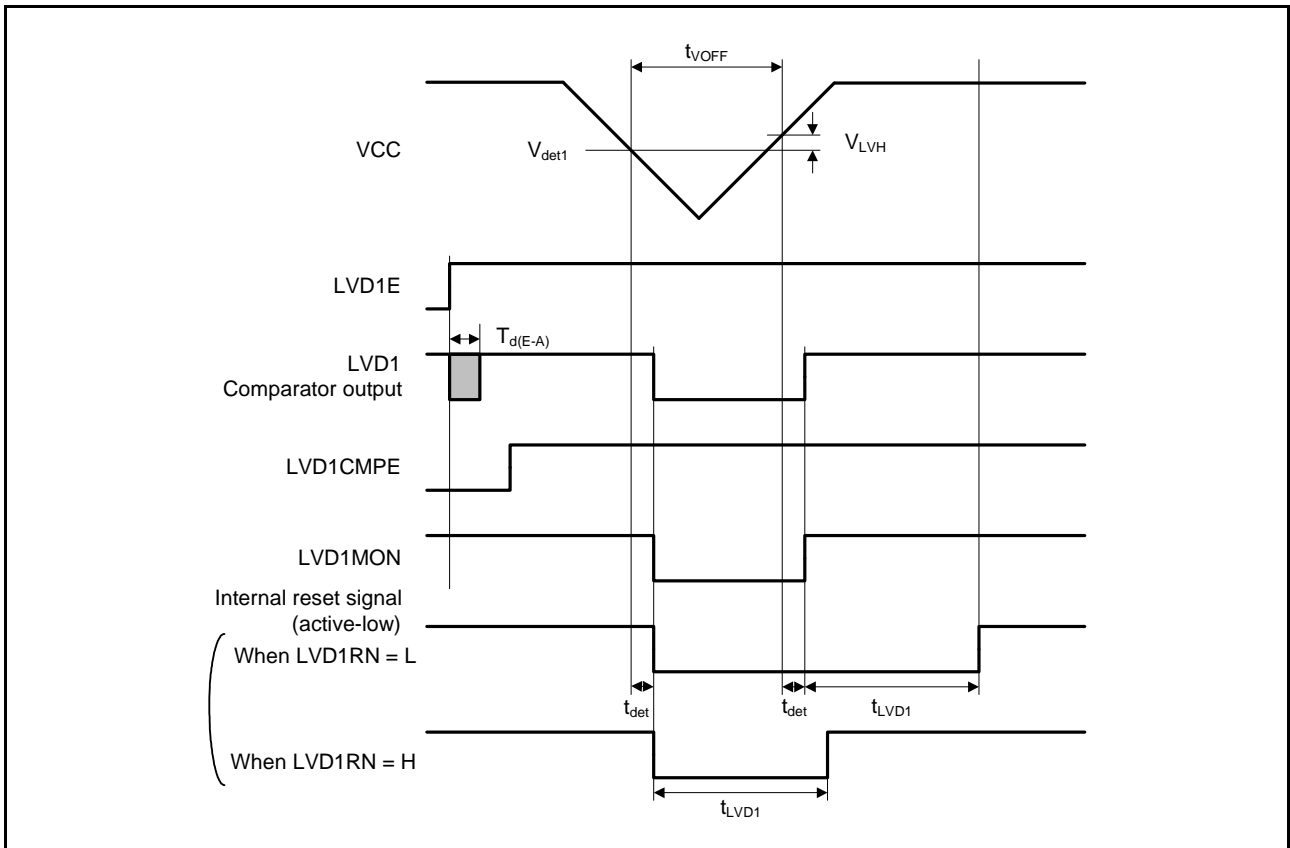 tVOFF
VCC
Vdet1
VLVH
LVD1E
Td(E-A)
LVD1
Comparator output
LVD1CMPE
LVD1MON
Internal reset signal
(active-low)
When LVD1RN = L
tdet
tdet
tLVD1
When LVD1RN = H
tLVD1